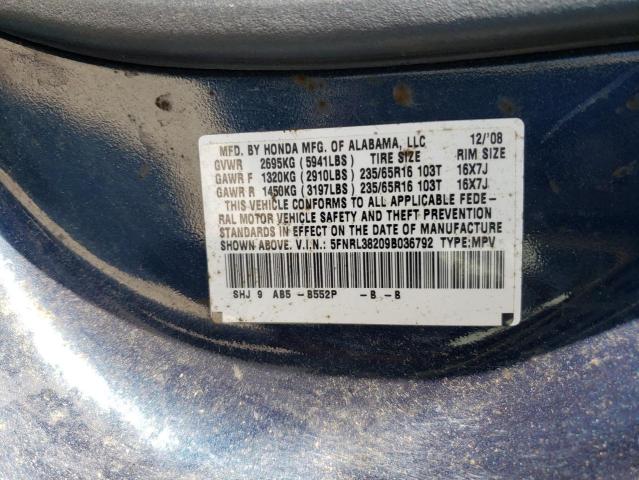 MFD. BY HONDA MFG. OF ALABAMA, LLC 12/'08
GVWR 2695KG (5941LBS) TIRE SIZE RIM SIZE
GAWR F 1320KG (2910LBS) 235/65R16 103T 16X7J
GAWR R 1450KG (3197LBS) 235/65R16 103T 16X7J
THIS VEHICLE CONFORMS TO ALL APPLICABLE FEDE-
RAL MOTOR VEHICLE SAFETY AND THEFT PREVENTION
STANDARDS IN EFFECT ON THE DATE OF MANUFACTURE
SHOWN ABOVE. V.I.N.: 5FNRL38209B036792 TYPE:MPV
SHJ 9 AB5 -B552P -B -B